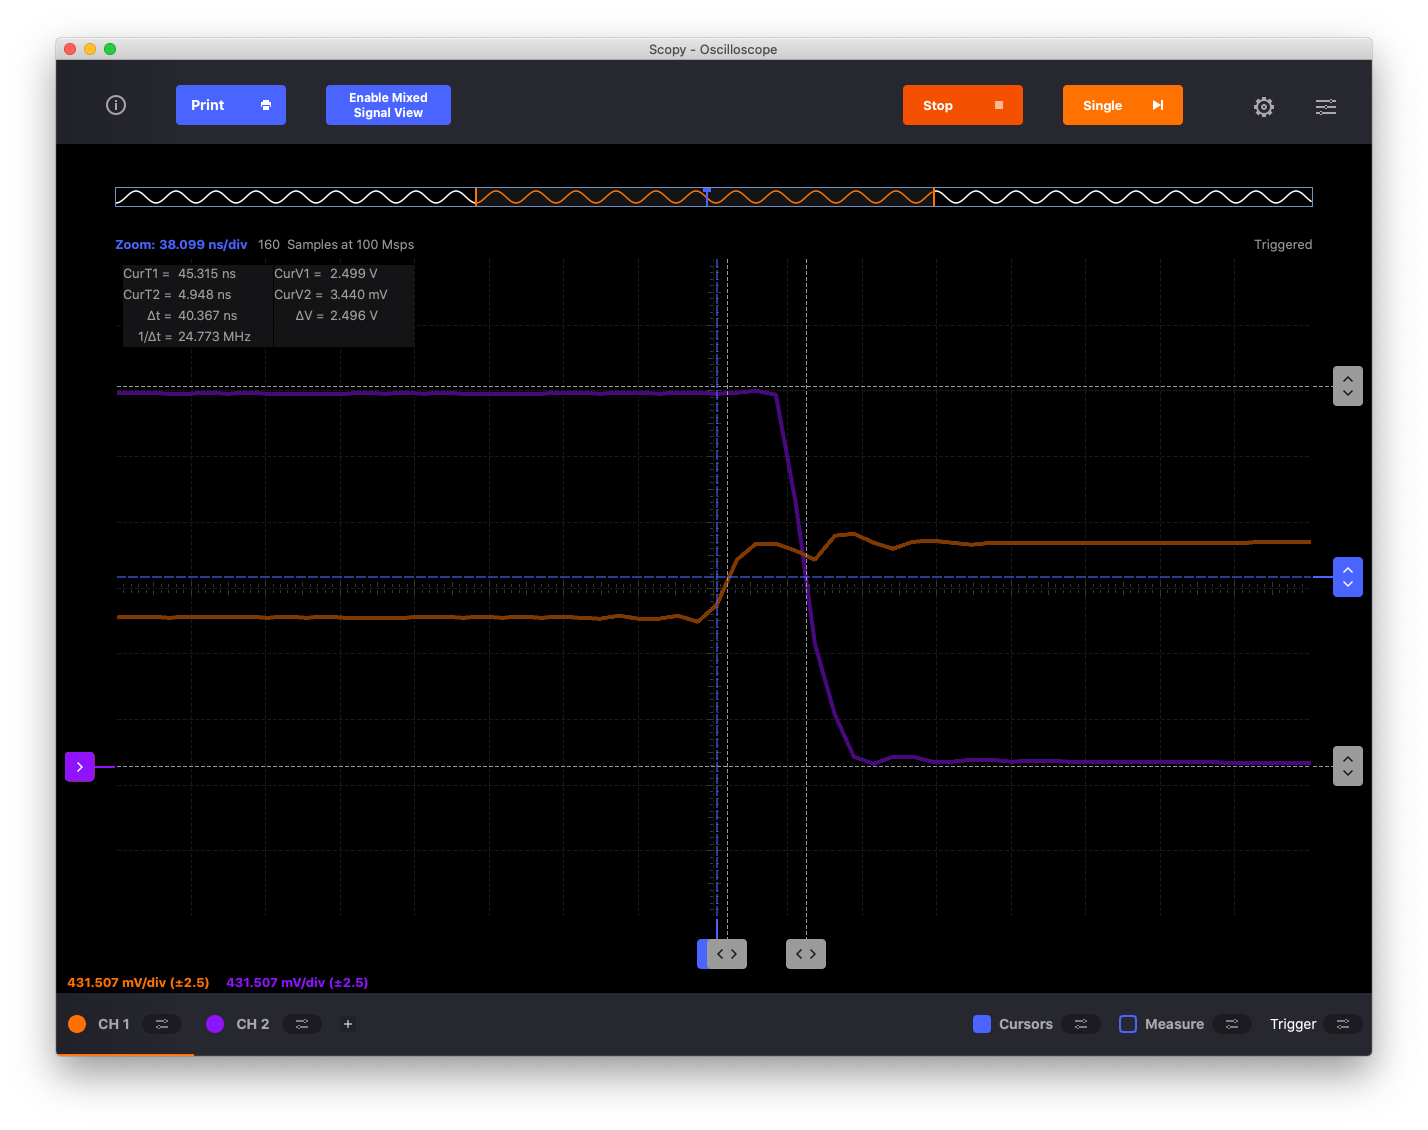 Scopy - Oscilloscope
Print
Enable Mixed
Signal View
Stop
Single
Zoom: 38.099 ns/div 160 Samples at 100 Msps
Triggered
CurT1 = 45.315 ns CurV1 = 2.499 V
CurT2 = 4.948 ns CurV2 = 3.440 mV
Δt = 40.367 ns ΔV = 2.496 V
1/Δt = 24.773 MHz
431.507 mV/div (±2.5) 431.507 mV/div (±2.5)
CH 1 CH 2 + Cursors Measure Trigger